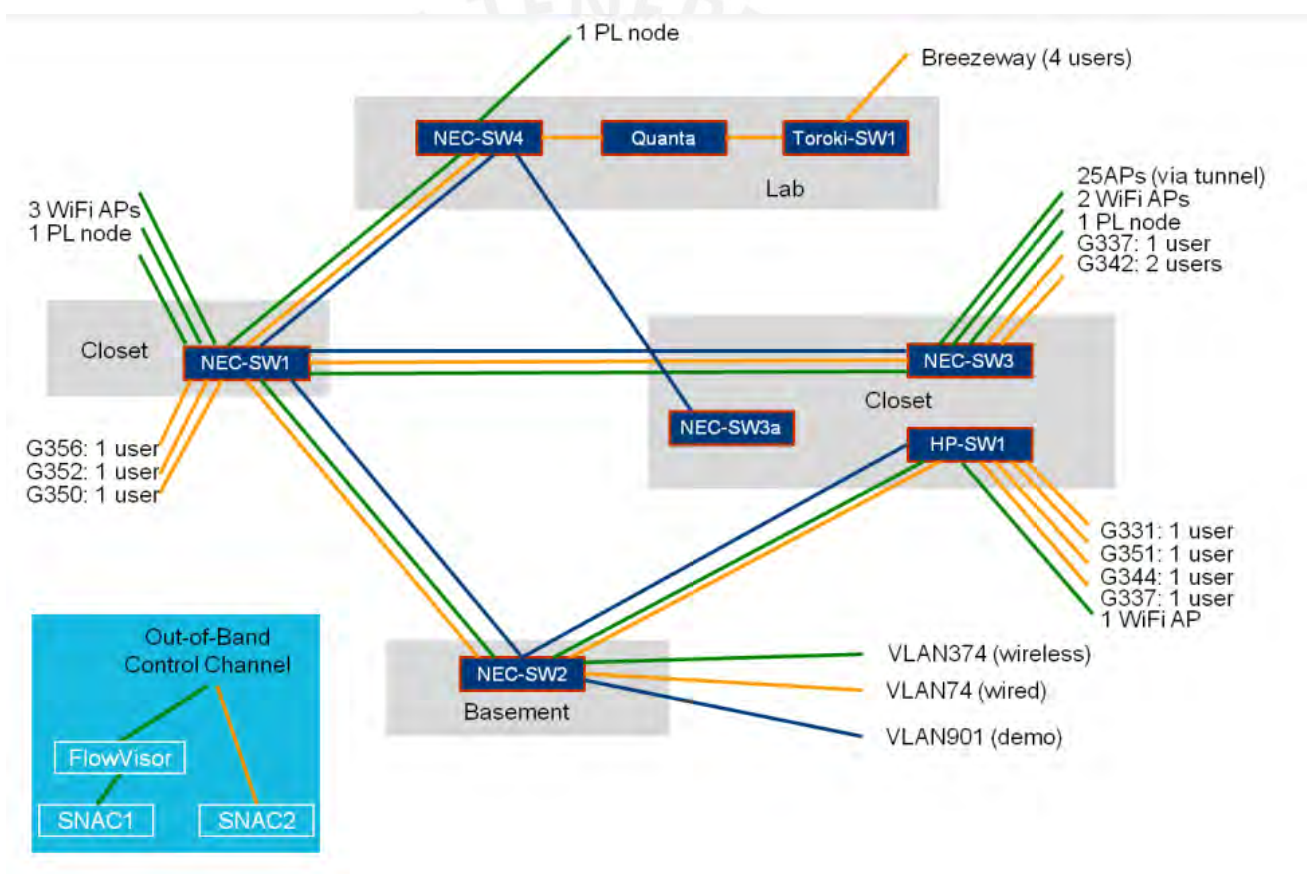 1 PL node
Breezeway (4 users)
NEC-SW4
Quanta
Toroki-SW1
Lab
3 WiFi APs
1 PL node
25APs (via tunnel)
2 WiFi APs
1 PL node
G337: 1 user
G342: 2 users
Closet
NEC-SW1
NEC-SW3
Closet
NEC-SW3a
HP-SW1
G356: 1 user
G352: 1 user
G350: 1 user
G331: 1 user
G351: 1 user
G344: 1 user
G337: 1 user
1 WiFi AP
Out-of-Band
Control Channel
FlowVisor
SNAC1
SNAC2
NEC-SW2
Basement
VLAN374 (wireless)
VLAN74 (wired)
VLAN901 (demo)